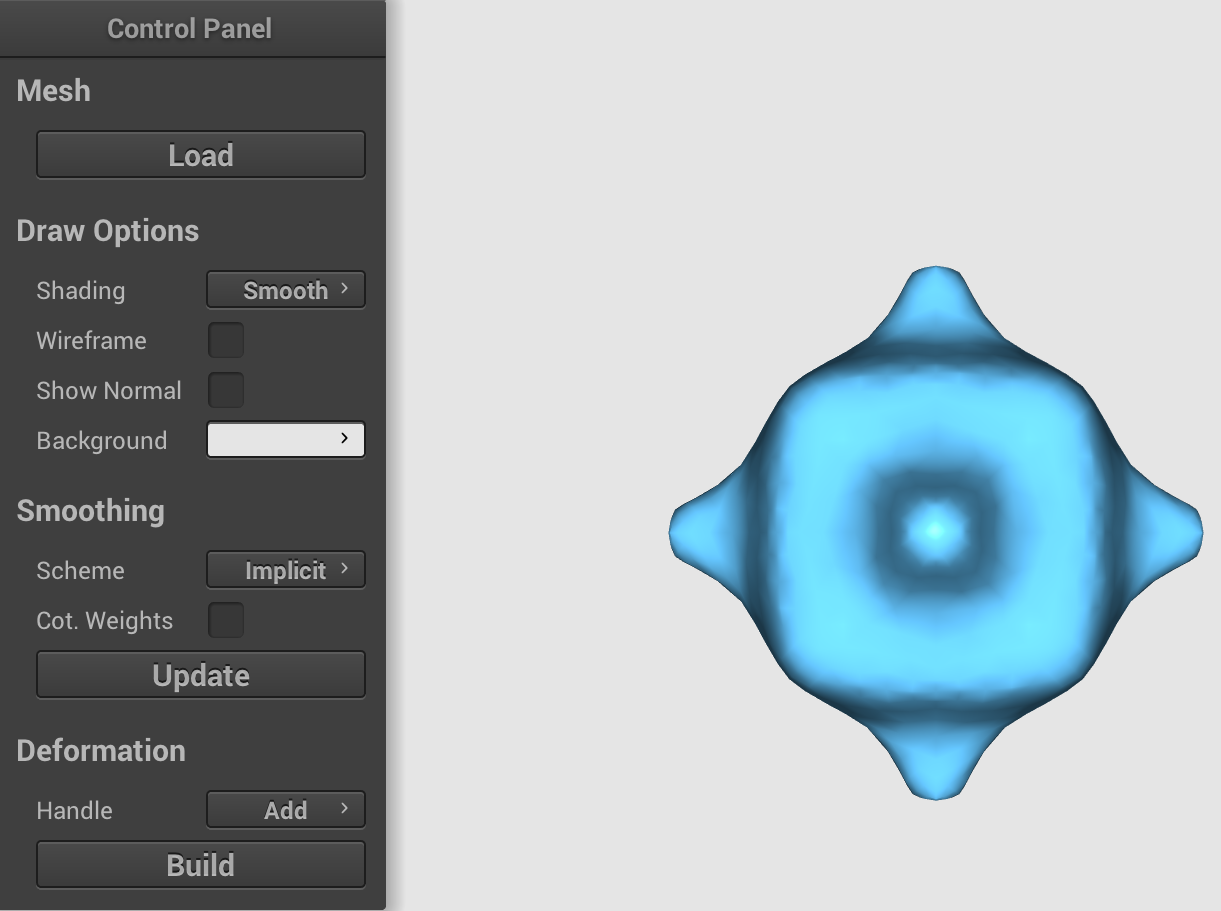 Control Panel
Mesh
Load
Draw Options
Shading Smooth
Wireframe
Show Normal
Background
Smoothing
Scheme Implicit
Cot. Weights
Update
Deformation
Handle Add
Build